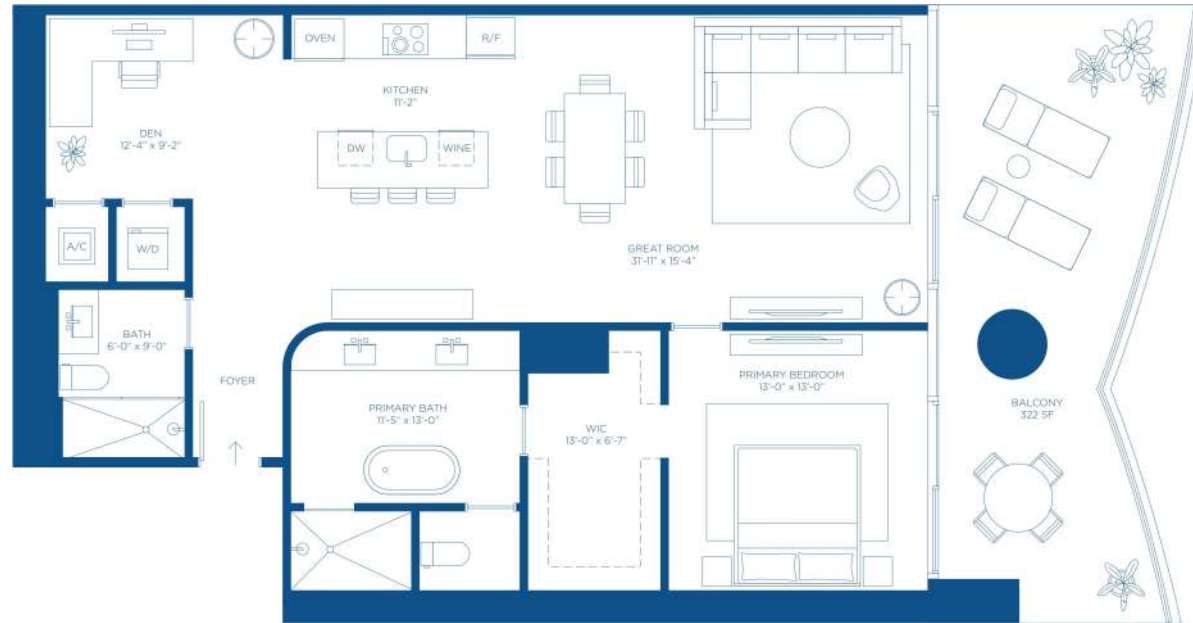 OVEN
R/F
KITCHEN
11'-2"
DEN
12'-4" x 9'-2"
DW
WINE
A/C
W/D
GREAT ROOM
31'-11" x 15'-4"
BATH
6'-0" x 9'-0"
FOYER
PRIMARY BATH
11'-5" x 13'-0"
WIC
13'-0" x 6'-7"
PRIMARY BEDROOM
13'-0" x 13'-0"
BALCONY
322 SF